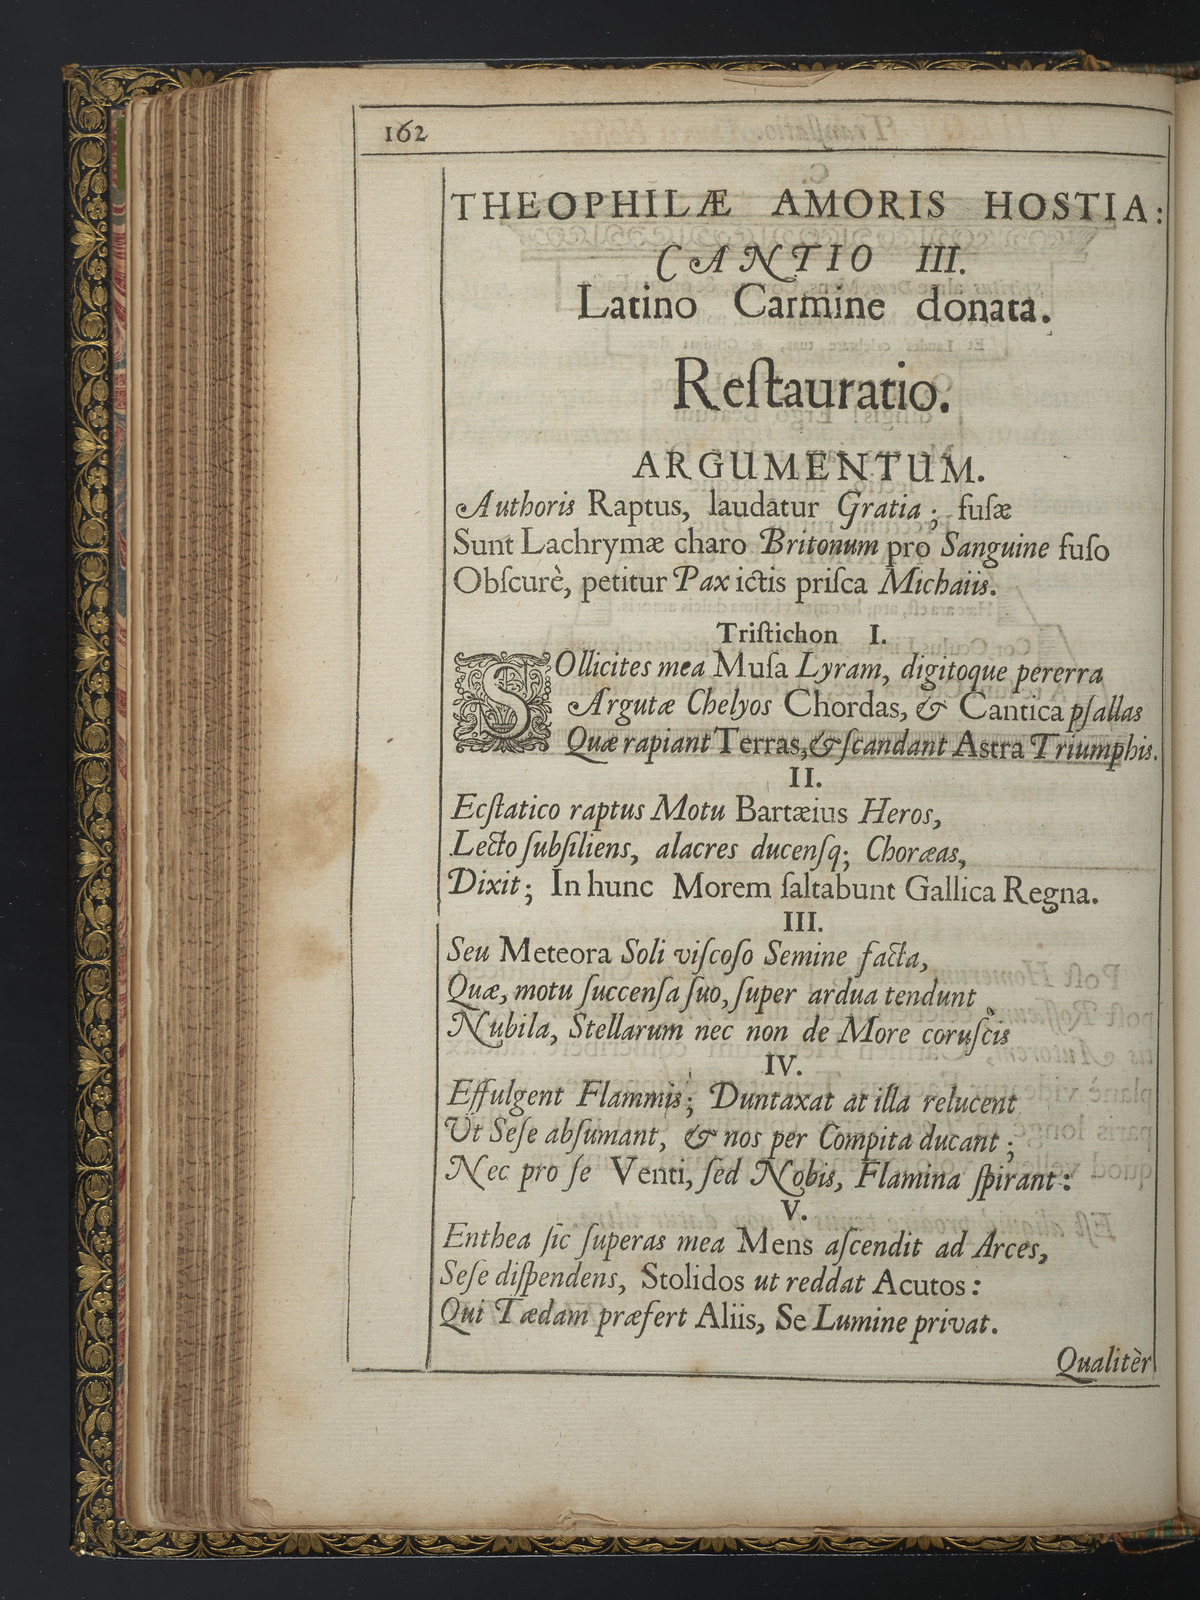 162
THEOPHILÆ AMORIS HOSTIA:
CANTIO III.
Latino Carmine donata.
Reſtauratio.
ARGUMENTUM.
Authoris Raptus, laudatur Gratia; fuſæ
Sunt Lachrymæ charo Britonum pro Sanguine fuſo
Obſcurè, petitur Pax ictis priſca Michaiis.
Triſtichon I.
SOllicites mea Muſa Lyram, digitoque pererra
Argutæ Chelyos Chordas, & Cantica pſallas
Quæ rapiant Terras, & ſcandant Aſtra Triumphis.
II.
Ecſtatico raptus Motu Bartæius Heros,
Lecto ſubſiliens, alacres ducenſq; Choræas,
Dixit; In hunc Morem ſaltabunt Gallica Regna.
III.
Seu Meteora Soli viſcoſo Semine facta,
Quæ, motu ſuccenſa ſuo, ſuper ardua tendunt
Nubila, Stellarum nec non de More coruſcis
IV.
Effulgent Flammis; Duntaxat at illa relucent
Ut Seſe abſumant, & nos per Compita ducant;
Nec pro ſe Venti, ſed Nobis, Flamina ſpirant:
V.
Enthea ſic ſuperas mea Mens aſcendit ad Arces,
Seſe diſpendens, Stolidos ut reddat Acutos:
Qui Tædam præfert Aliis, Se Lumine privat.
Qualitèr